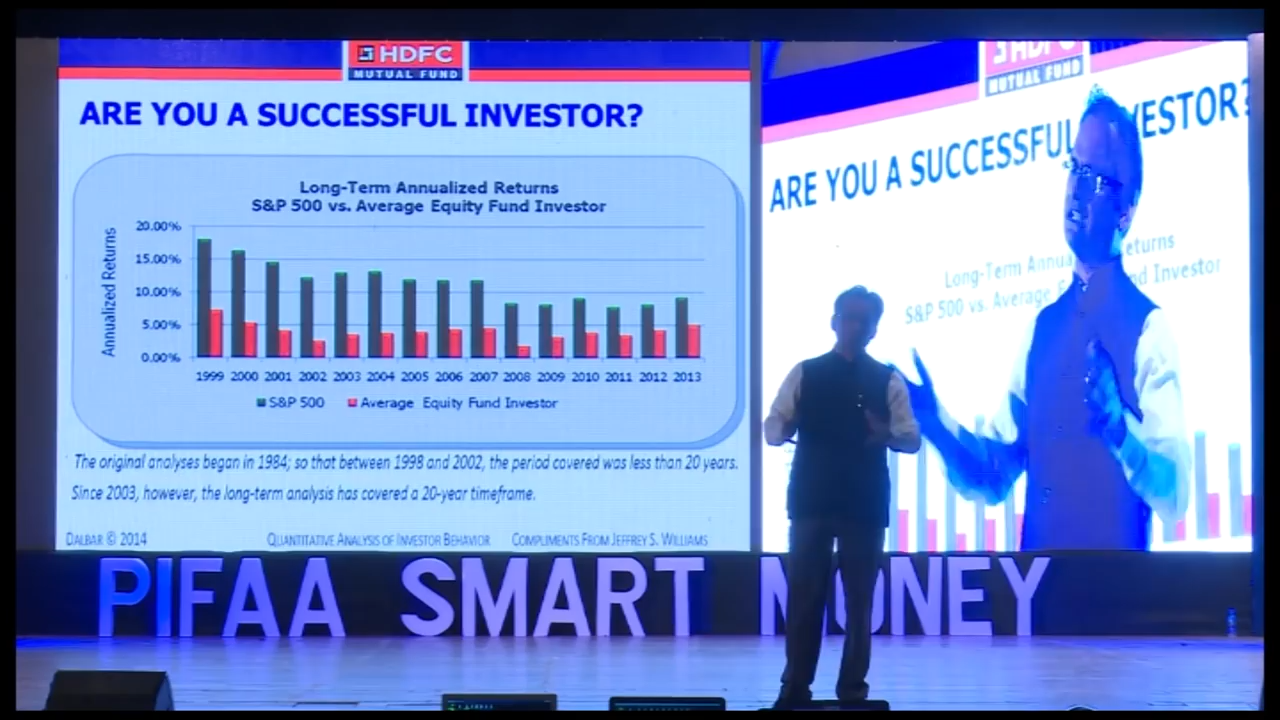 HDFC
MUTUAL FUND
ARE YOU A SUCCESSFUL INVESTOR?
Long-Term Annualized Returns
S&P 500 vs. Average Equity Fund Investor
Annualized Returns
20.00%
15.00%
10.00%
5.00%
0.00%
1999 2000 2001 2002 2003 2004 2005 2006 2007 2008 2009 2010 2011 2012 2013
S&P 500 Average Equity Fund Investor
The original analyses began in 1984; so that between 1998 and 2002, the period covered was less than 20 years.
Since 2003, however, the long-term analysis has covered a 20-year timeframe.
DALBAR © 2014 QUANTITATIVE ANALYSIS OF INVESTOR BEHAVIOR COMPLIMENTS FROM JEFFREY S. WILLIAMS
HDFC
MUTUAL FUND
ARE YOU A SUCCESSFUL VESTOR?
Long-Term Annua eturns
S&P 500 vs. Average nd Investor
PIFAA SMART MONEY